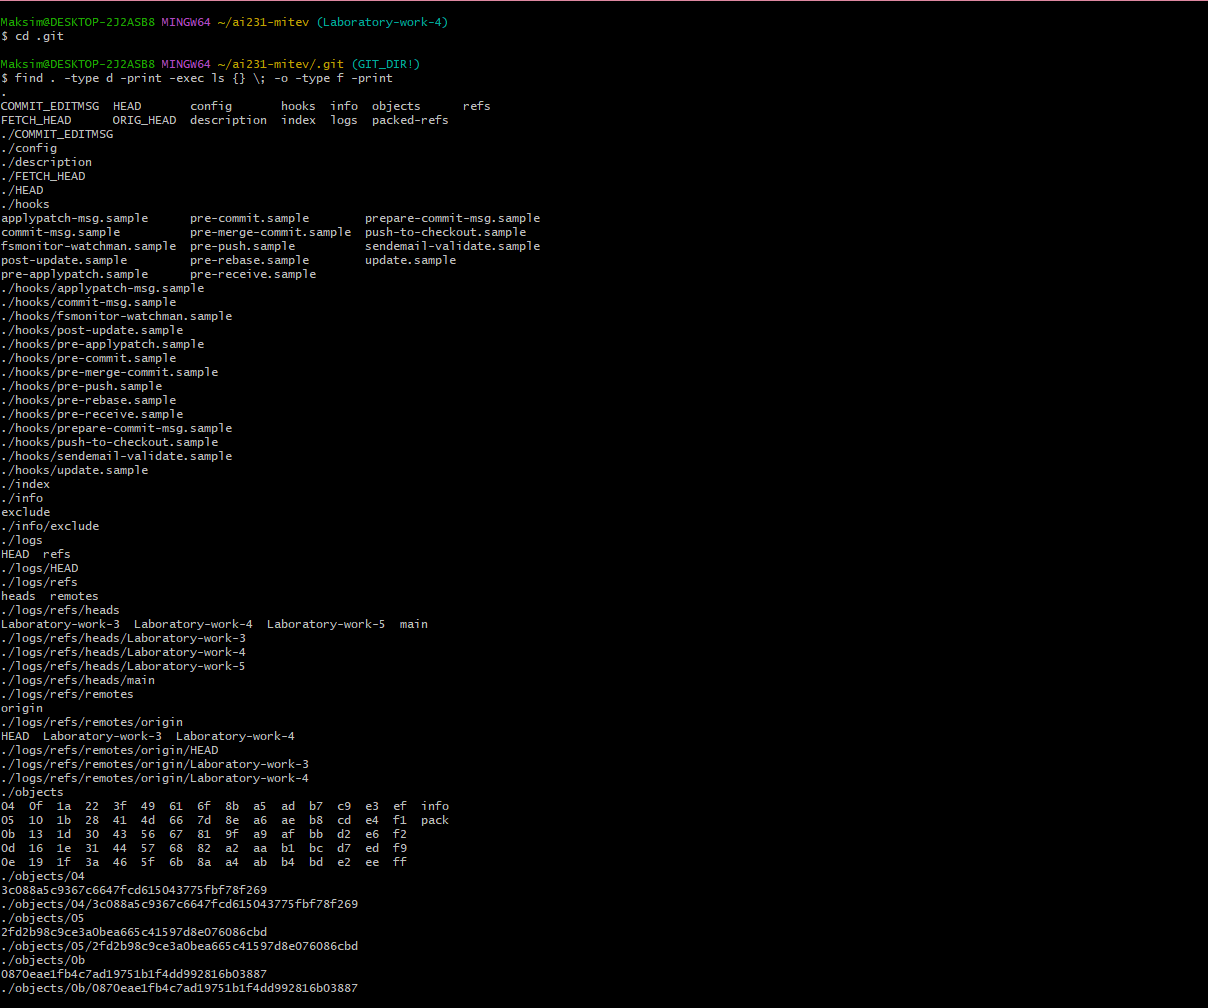 Maksim@DESKTOP-2J2ASB8 MINGW64 ~/ai231-mitev (Laboratory-work-4)
$ cd .git
Maksim@DESKTOP-2J2ASB8 MINGW64 ~/ai231-mitev/.git (GIT_DIR!)
$ find . -type d -print -exec ls {} \; -o -type f -print
.
COMMIT_EDITMSG  HEAD       config       hooks  info  objects      refs
FETCH_HEAD      ORIG_HEAD  description  index  logs  packed-refs
./COMMIT_EDITMSG
./config
./description
./FETCH_HEAD
./HEAD
./hooks
applypatch-msg.sample      pre-commit.sample        prepare-commit-msg.sample
commit-msg.sample          pre-merge-commit.sample  push-to-checkout.sample
fsmonitor-watchman.sample  pre-push.sample          sendemail-validate.sample
post-update.sample         pre-rebase.sample        update.sample
pre-applypatch.sample      pre-receive.sample
./hooks/applypatch-msg.sample
./hooks/commit-msg.sample
./hooks/fsmonitor-watchman.sample
./hooks/post-update.sample
./hooks/pre-applypatch.sample
./hooks/pre-commit.sample
./hooks/pre-merge-commit.sample
./hooks/pre-push.sample
./hooks/pre-rebase.sample
./hooks/pre-receive.sample
./hooks/prepare-commit-msg.sample
./hooks/push-to-checkout.sample
./hooks/sendemail-validate.sample
./hooks/update.sample
./index
./info
exclude
./info/exclude
./logs
HEAD  refs
./logs/HEAD
./logs/refs
heads  remotes
./logs/refs/heads
Laboratory-work-3  Laboratory-work-4  Laboratory-work-5  main
./logs/refs/heads/Laboratory-work-3
./logs/refs/heads/Laboratory-work-4
./logs/refs/heads/Laboratory-work-5
./logs/refs/heads/main
./logs/refs/remotes
origin
./logs/refs/remotes/origin
HEAD  Laboratory-work-3  Laboratory-work-4
./logs/refs/remotes/origin/HEAD
./logs/refs/remotes/origin/Laboratory-work-3
./logs/refs/remotes/origin/Laboratory-work-4
./objects
04  0f  1a  22  3f  49  61  6f  8b  a5  ad  b7  c9  e3  ef  info
05  10  1b  28  41  4d  66  7d  8e  a6  ae  b8  cd  e4  f1  pack
0b  13  1d  30  43  56  67  81  9f  a9  af  bb  d2  e6  f2
0d  16  1e  31  44  57  68  82  a2  aa  b1  bc  d7  ed  f9
0e  19  1f  3a  46  5f  6b  8a  a4  ab  b4  bd  e2  ee  ff
./objects/04
3c088a5c9367c6647fcd615043775fbf78f269
./objects/04/3c088a5c9367c6647fcd615043775fbf78f269
./objects/05
2fd2b98c9ce3a0bea665c41597d8e076086cbd
./objects/05/2fd2b98c9ce3a0bea665c41597d8e076086cbd
./objects/0b
0870eae1fb4c7ad19751b1f4dd992816b03887
./objects/0b/0870eae1fb4c7ad19751b1f4dd992816b03887